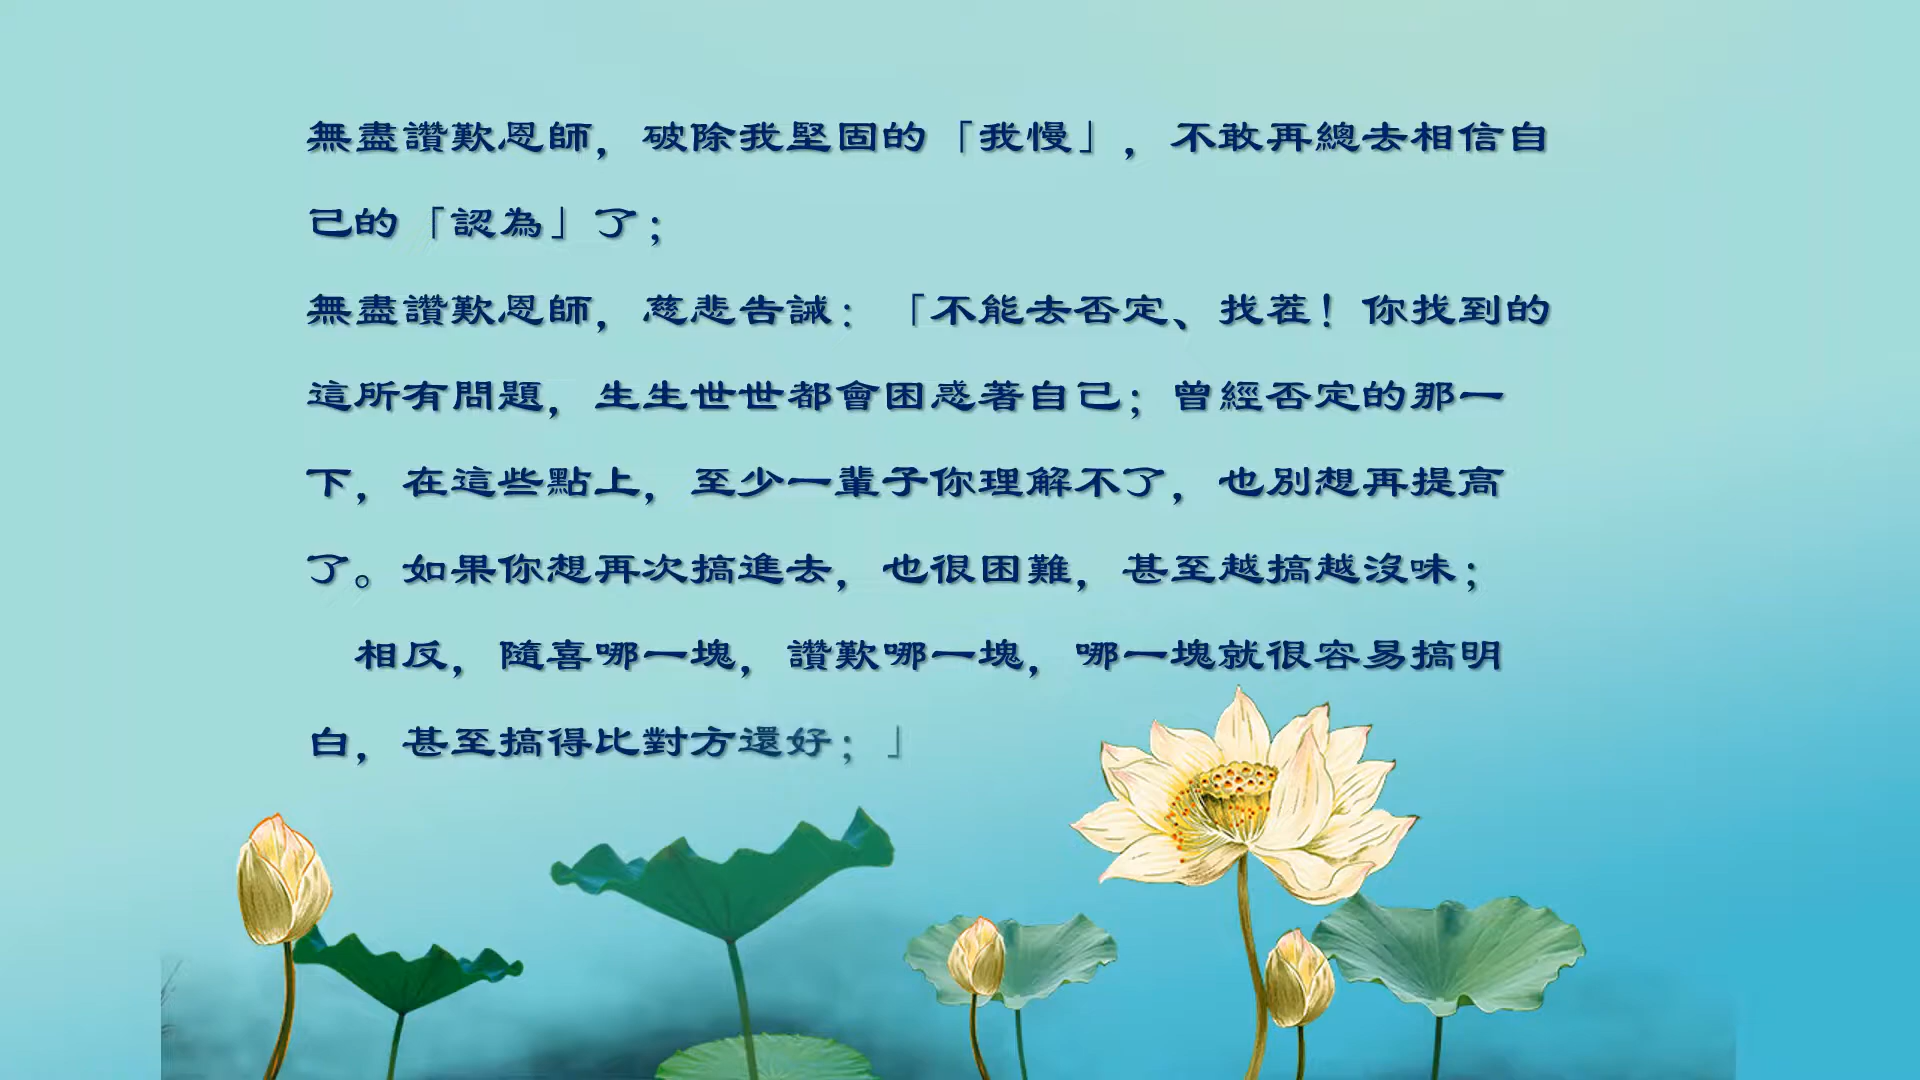 無盡讚歎恩師，破除我堅固的「我慢」，不敢再總去相信自
己的「認為」了；
無盡讚歎恩師，慈悲告誡：「不能去否定、找茬！你找到的
這所有問題，生生世世都會困惑著自己；曾經否定的那一
下，在這些點上，至少一輩子你理解不了，也別想再提高
了。如果你想再次搞進去，也很困難，甚至越搞越沒味；
相反，隨喜哪一塊，讚歎哪一塊，哪一塊就很容易搞明
白，甚至搞得比對方還好；」